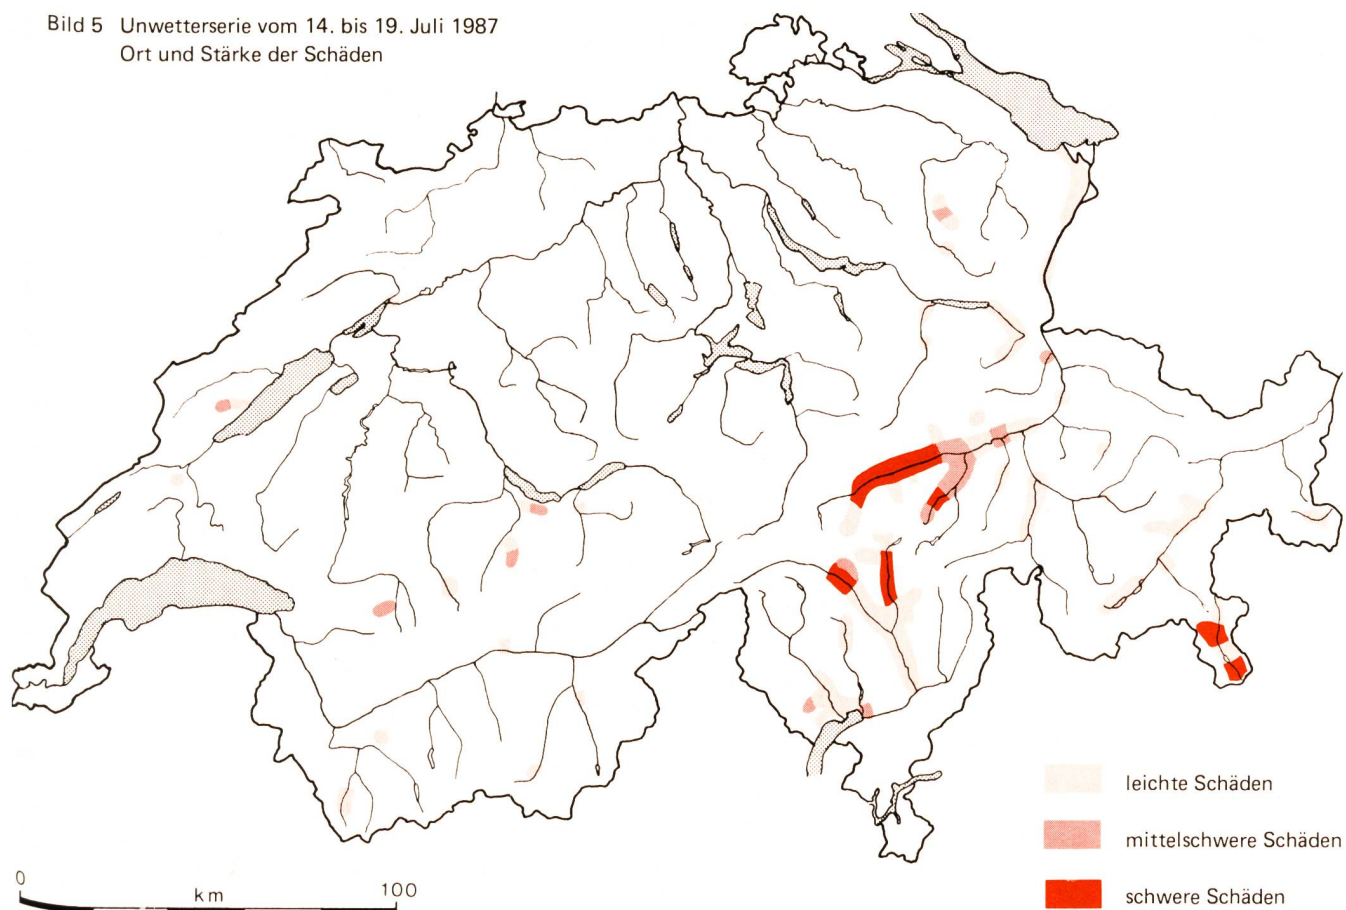 Bild 5 Unwetterserie vom 14. bis 19. Juli 1987
Ort und Stärke der Schäden
leichte Schäden
mittelschwere Schäden
schwere Schäden
0 km 100